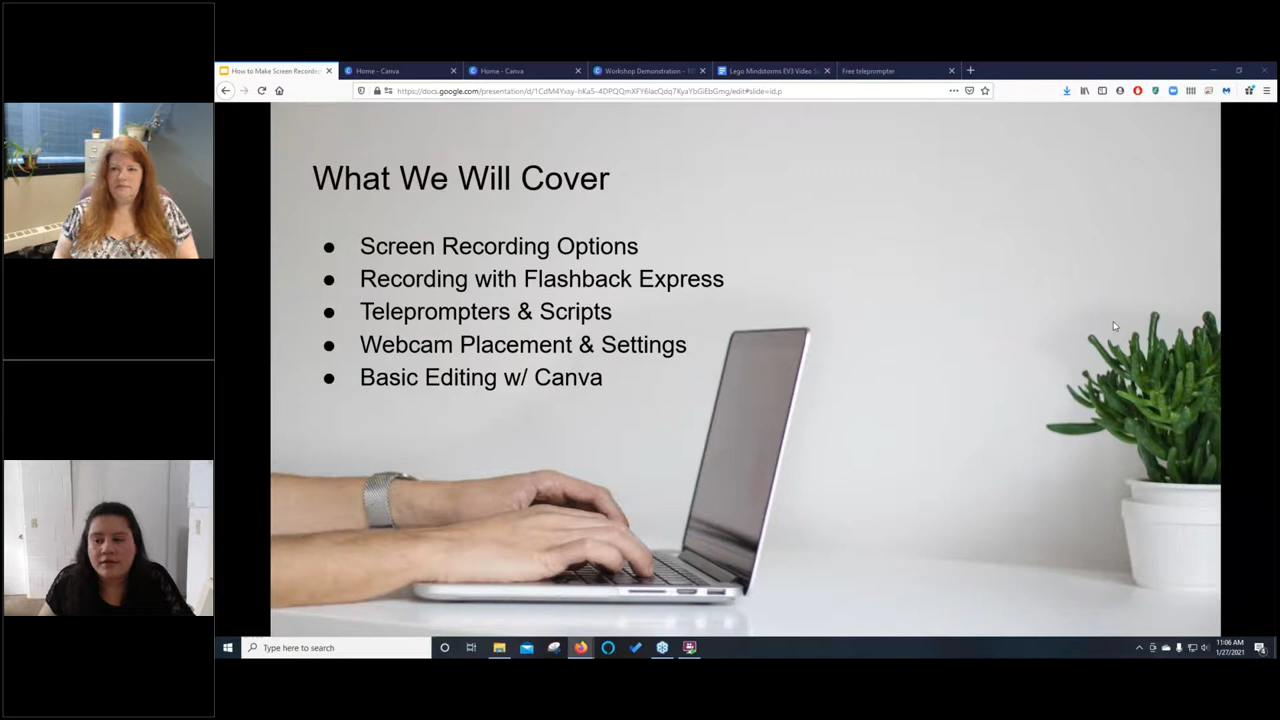 How to Make Screen Recorded
Home - Canva
Home - Canva
Workshop Demonstration -
Lego Mindstorms EV3 Video S
Free teleprompter
What We Will Cover
● Screen Recording Options
● Recording with Flashback Express
● Teleprompters & Scripts
● Webcam Placement & Settings
● Basic Editing w/ Canva
Type here to search
11:06 AM
1/27/2021